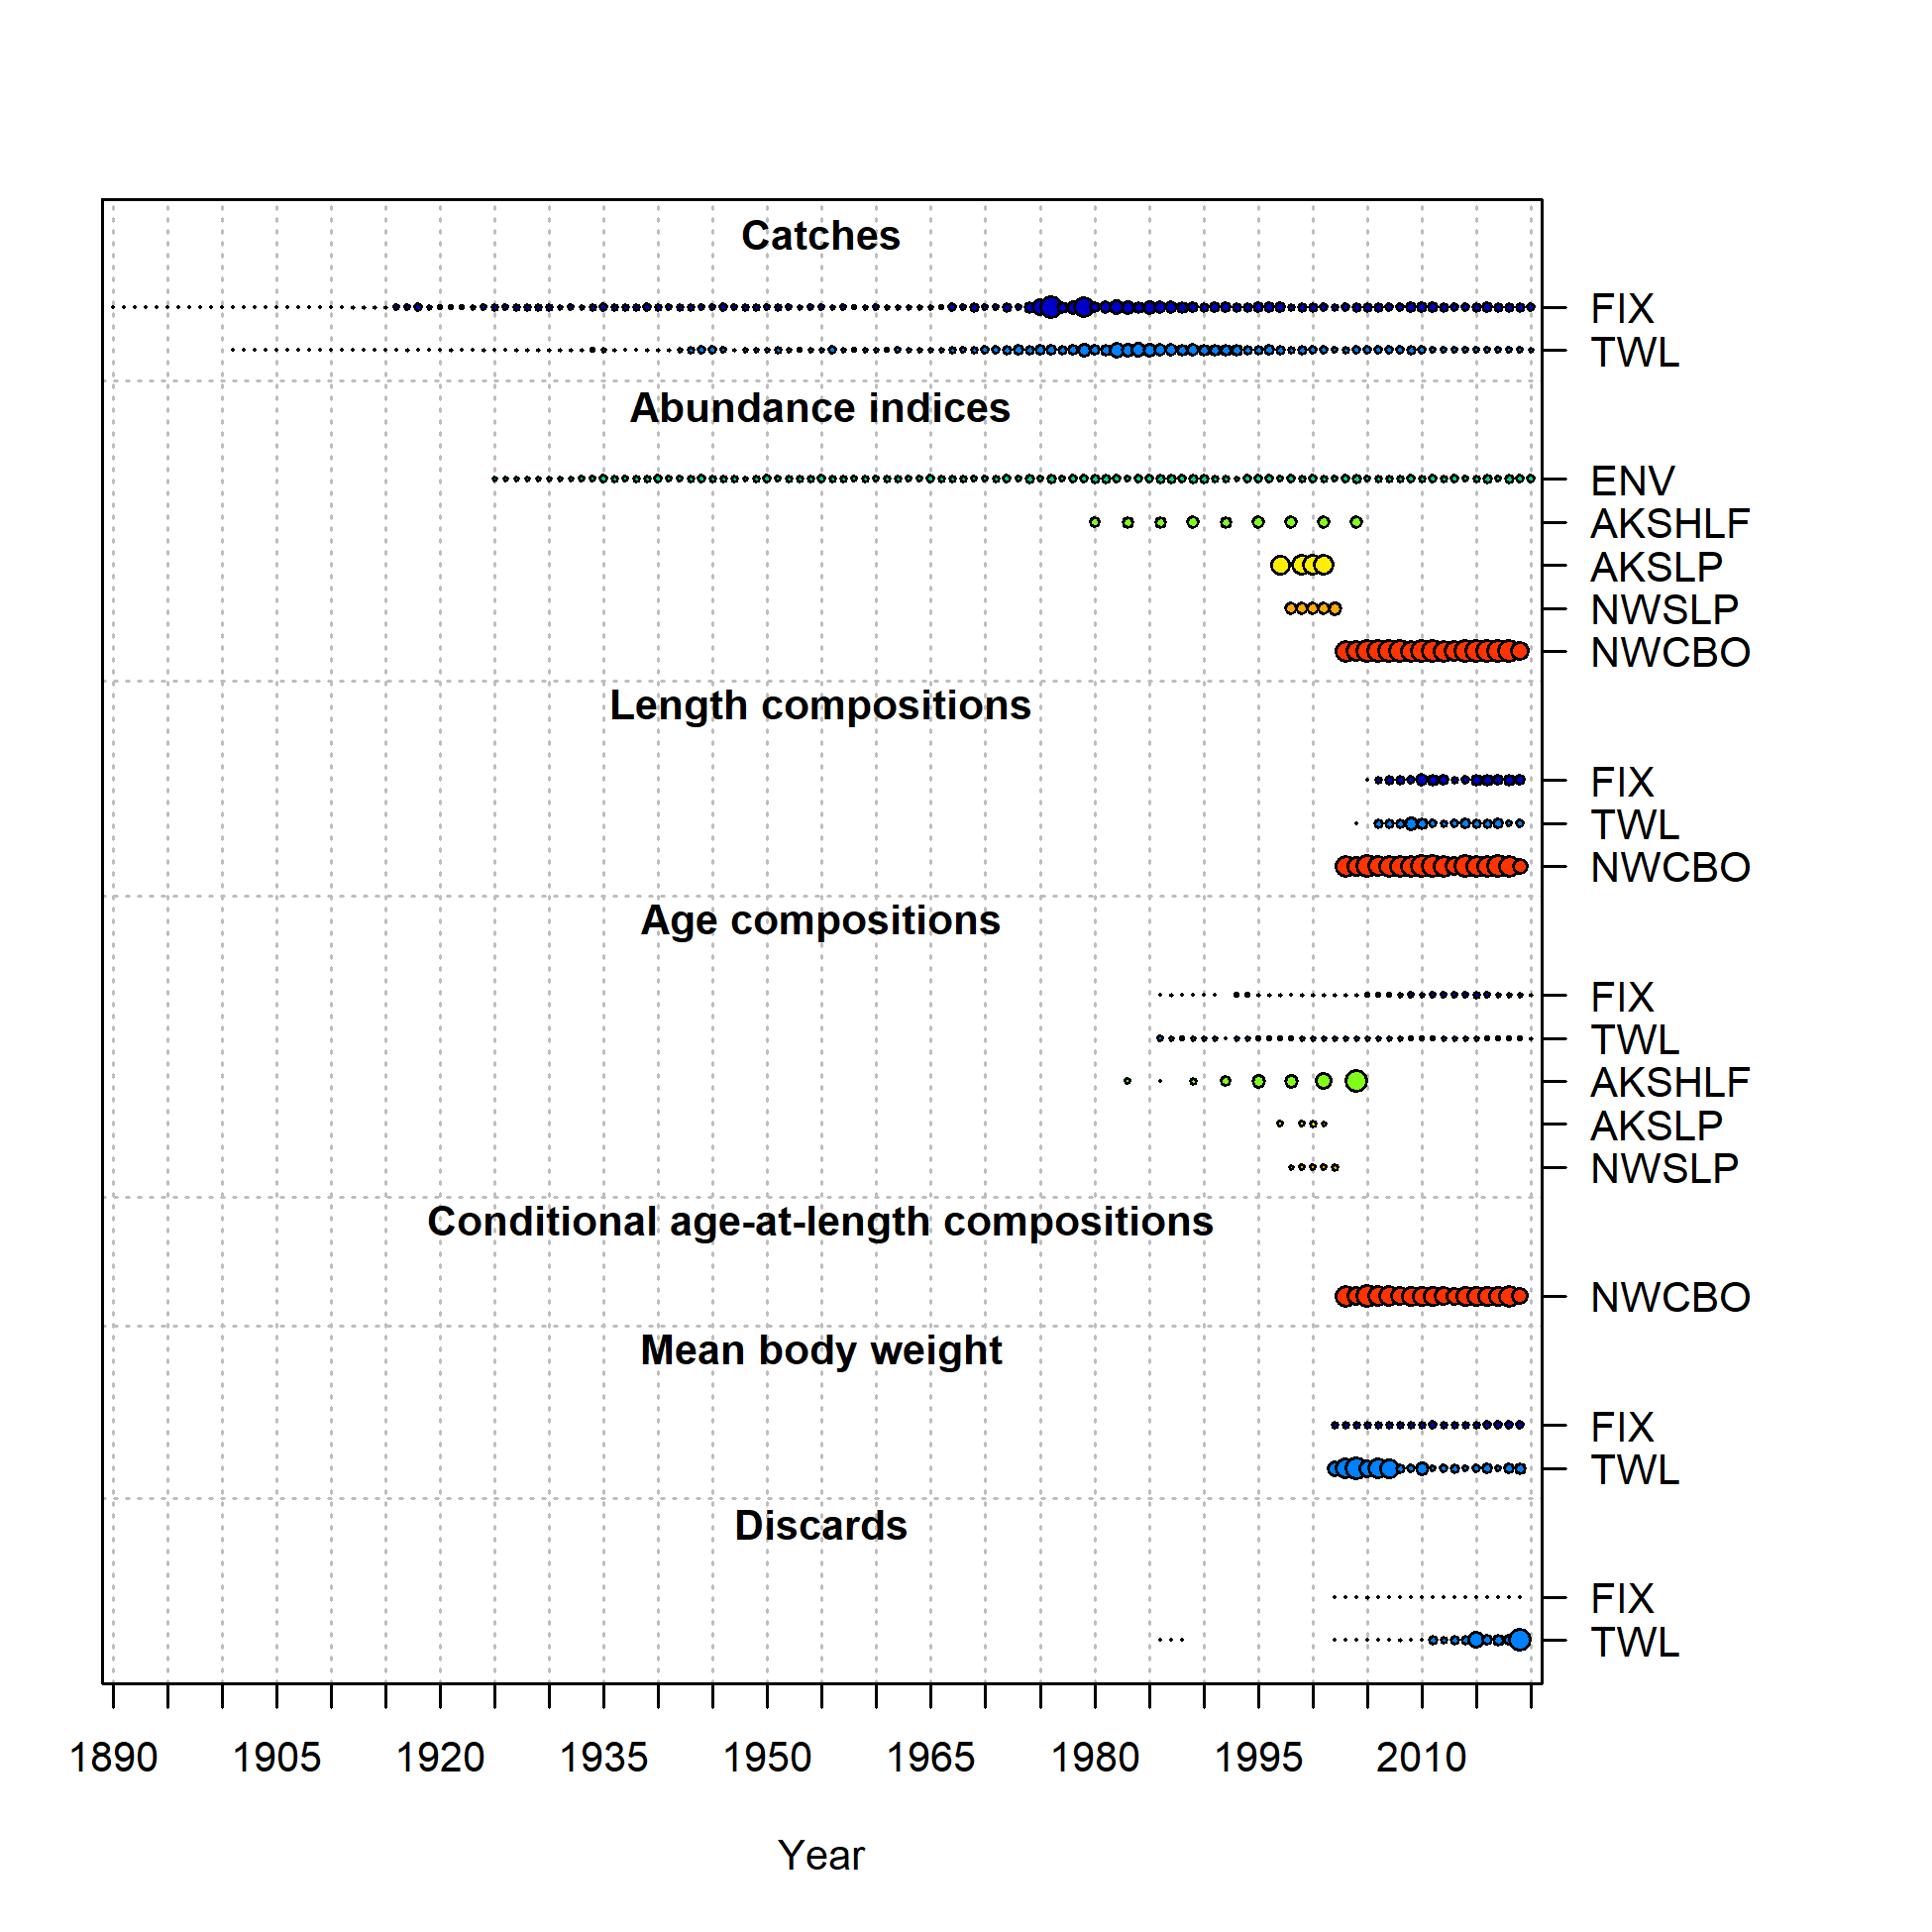 Catches
FIX
TWL
Abundance indices
ENV
AKSHLF
AKSLP
NWSLP
NWCBO
Length compositions
FIX
TWL
NWCBO
Age compositions
FIX
TWL
AKSHLF
AKSLP
NWSLP
Conditional age-at-length compositions
NWCBO
Mean body weight
FIX
TWL
Discards
FIX
TWL
1890 1905 1920 1935 1950 1965 1980 1995 2010
Year